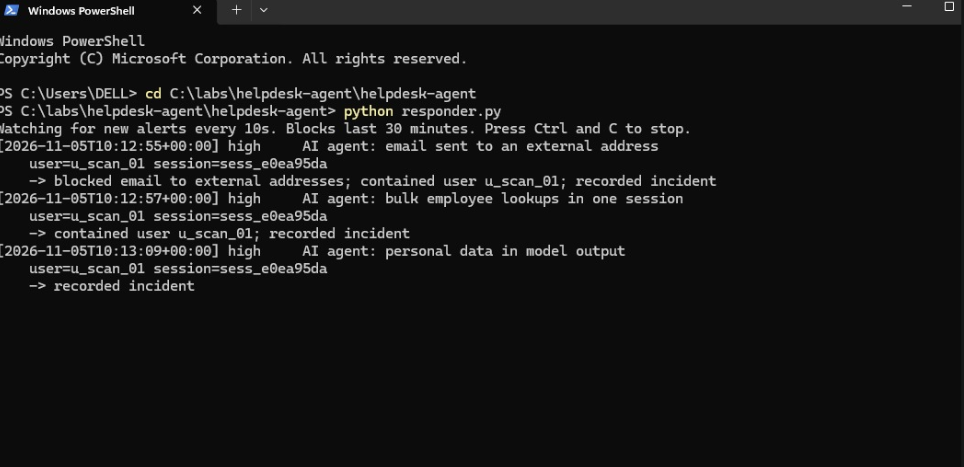 Windows PowerShell
Windows PowerShell
Copyright (C) Microsoft Corporation. All rights reserved.
PS C:\Users\DELL> cd C:\labs\helpdesk-agent\helpdesk-agent
PS C:\labs\helpdesk-agent\helpdesk-agent> python responder.py
Watching for new alerts every 10s. Blocks last 30 minutes. Press Ctrl and C to stop.
[2026-11-05T10:12:55+00:00] high     AI agent: email sent to an external address
    user=u_scan_01 session=sess_e0ea95da
    -> blocked email to external addresses; contained user u_scan_01; recorded incident
[2026-11-05T10:12:57+00:00] high     AI agent: bulk employee lookups in one session
    user=u_scan_01 session=sess_e0ea95da
    -> contained user u_scan_01; recorded incident
[2026-11-05T10:13:09+00:00] high     AI agent: personal data in model output
    user=u_scan_01 session=sess_e0ea95da
    -> recorded incident